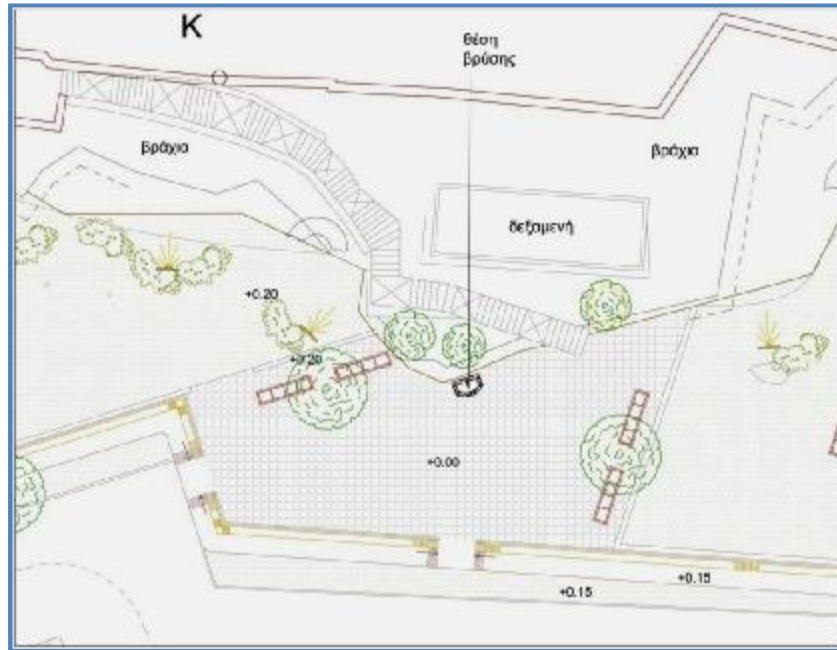 Κ
θέση
βρύσης
βράχια
βράχια
δεξαμενή
+0.20
+0.20
+0.00
+0.15
+0.15